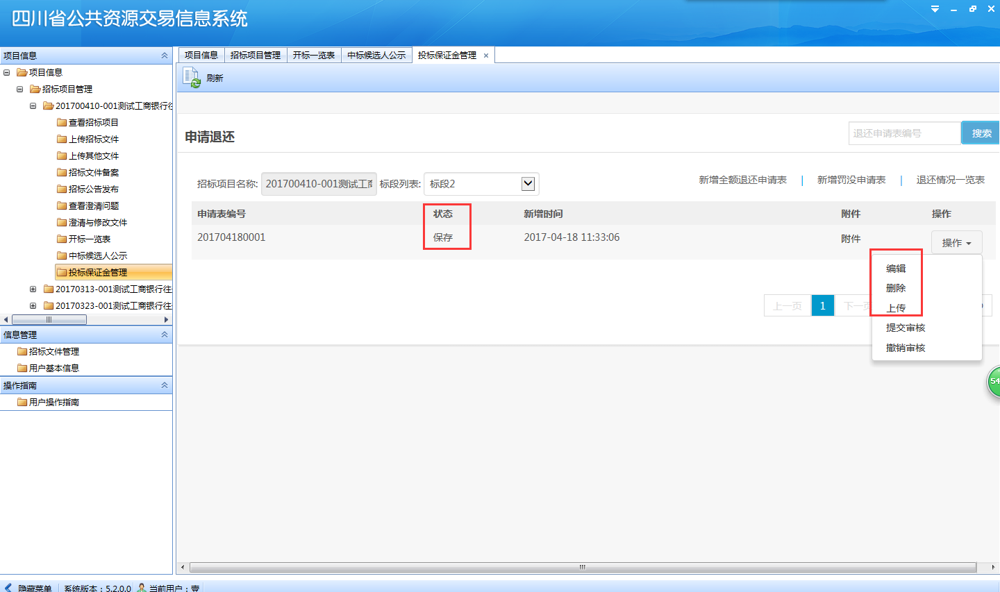 四川省公共资源交易信息系统
项目信息
项目信息
招标项目管理
201700410-001测试工商银行往
查看招标项目
上传招标文件
上传其他文件
招标文件备案
招标公告发布
查看澄清问题
澄清与修改文件
开标一览表
中标候选人公示
投标保证金管理
20170313-001测试工商银行往
20170323-001测试工商银行往
信息管理
招标文件管理
用户基本信息
操作指南
用户操作指南
项目信息 招标项目管理 开标一览表 中标候选人公示 投标保证金管理 ×
刷新
申请退还
退还申请表编号 搜索
招标项目名称: 201700410-001测试工商 标段列表: 标段2
新增全额退还申请表 | 新增罚没申请表 | 退还情况一览表
申请表编号 状态 新增时间 附件 操作
201704180001 保存 2017-04-18 11:33:06 附件 操作
编辑
删除
上传
提交审核
撤销审核
上一页 1 下一页
54
隐藏菜单 系统版本：5.2.0.0 当前用户：壹